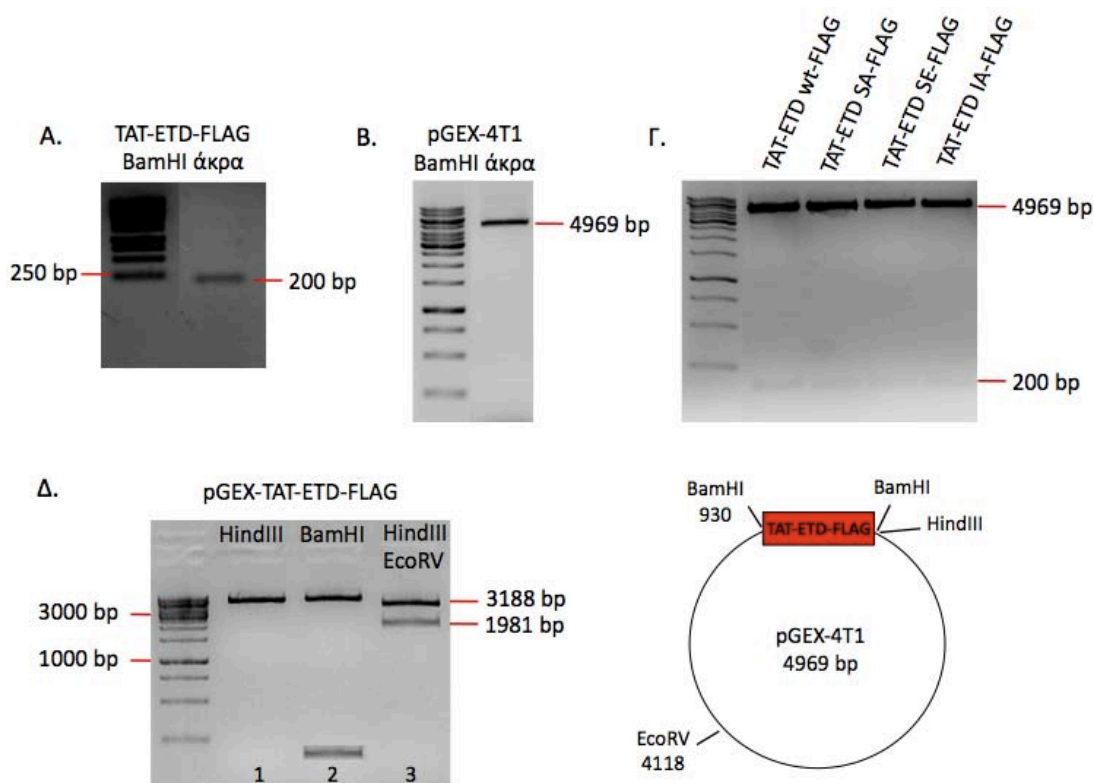 Α.
TAT-ETD-FLAG
BamHI άκρα
250 bp
200 bp
Β.
pGEX-4T1
BamHI άκρα
4969 bp
Γ.
TAT-ETD wt-FLAG
TAT-ETD SA-FLAG
TAT-ETD SE-FLAG
TAT-ETD IA-FLAG
4969 bp
200 bp
Δ.
pGEX-TAT-ETD-FLAG
HindIII
BamHI
HindIII
EcoRV
3000 bp
1000 bp
3188 bp
1981 bp
1
2
3
BamHI
930
TAT-ETD-FLAG
BamHI
HindIII
pGEX-4T1
4969 bp
EcoRV
4118